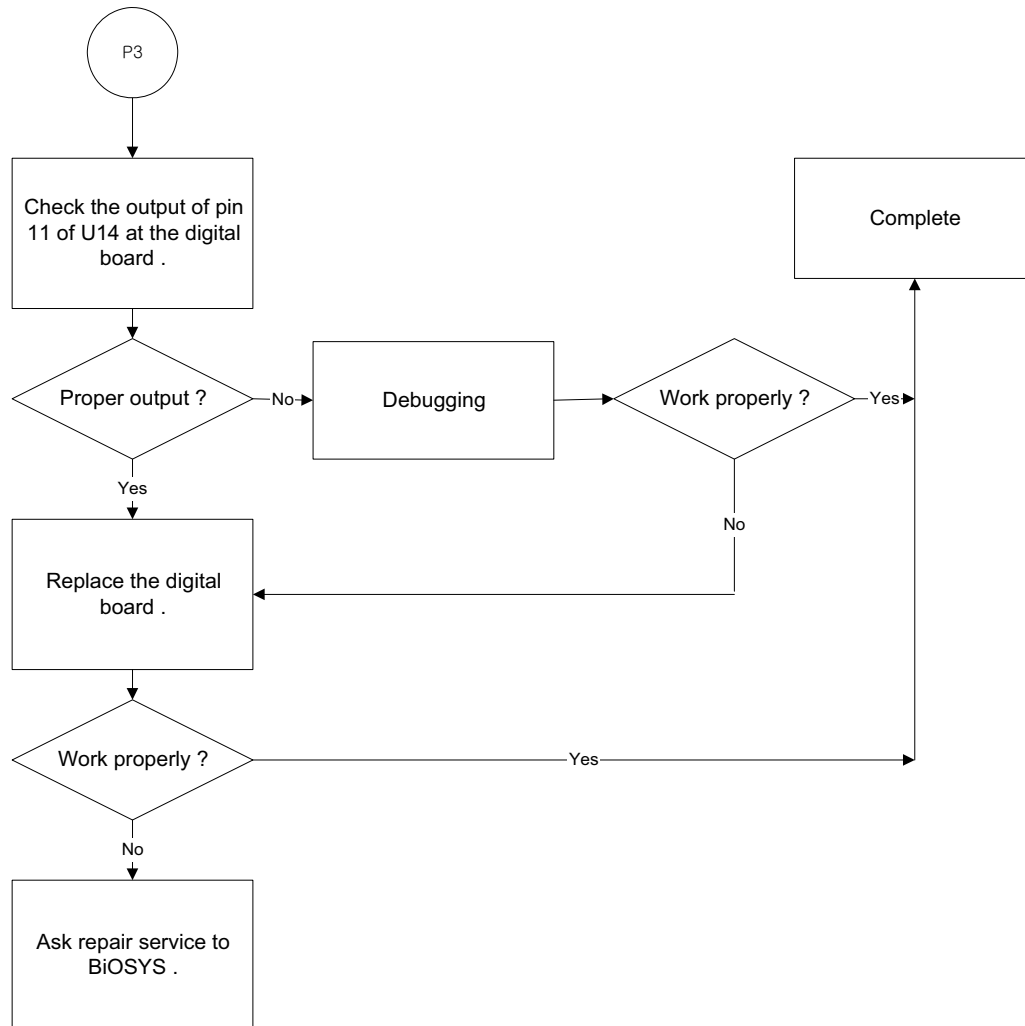 P3
Check the output of pin
11 of U14 at the digital
board .
Complete
Proper output ?
No
Debugging
Work properly ?
Yes
Yes
No
Replace the digital
board .
Work properly ?
Yes
No
Ask repair service to
BiOSYS .